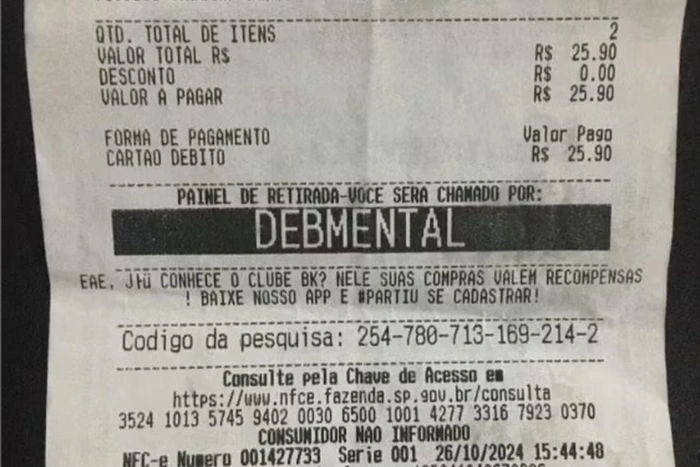 QTD. TOTAL DE ITENS 2
VALOR TOTAL R$ R$ 25.90
DESCONTO R$ 0.00
VALOR A PAGAR R$ 25.90
FORMA DE PAGAMENTO Valor Pago
CARTAO DEBITO R$ 25.90
PAINEL DE RETIRADA-VOCE SERA CHAMADO POR:
DEBMENTAL
EAE, J├ü CONHECE O CLUBE BK? NELE SUAS COMPRAS VALEM RECOMPENSAS
! BAIXE NOSSO APP E #PARTIU SE CADASTRAR!
Codigo da pesquisa: 254-780-713-169-214-2
Consulte pela Chave de Acesso em
https://www.nfce.fazenda.sp.gov.br/consulta
3524 1013 5745 9402 0030 6500 1001 4277 3316 7923 0370
CONSUMIDOR NAO INFORMADO
NFC-e Numero 001427733 Serie 001 26/10/2024 15:44:48